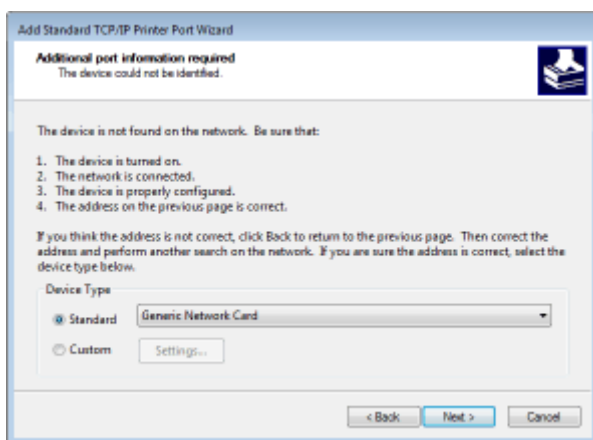 Add Standard TCP/IP Printer Port Wizard
Additional port information required
The device could not be identified.
The device is not found on the network. Be sure that:
1. The device is turned on.
2. The network is connected.
3. The device is properly configured.
4. The address on the previous page is correct.
If you think the address is not correct, click Back to return to the previous page. Then correct the
address and perform another search on the network. If you are sure the address is correct, select the
device type below.
Device Type
Standard Generic Network Card
Custom Settings...
< Back Next > Cancel